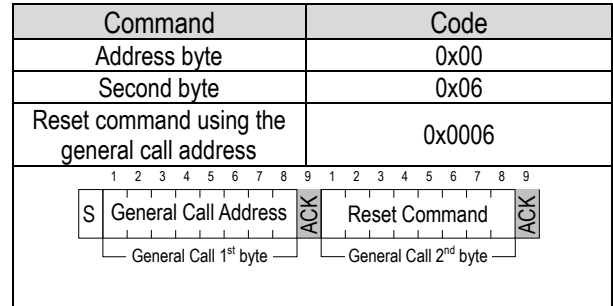 Command Code
Address byte 0x00
Second byte 0x06
Reset command using the
general call address 0x0006
1 2 3 4 5 6 7 8 9 1 2 3 4 5 6 7 8 9
S General Call Address ACK Reset Command ACK
General Call 1st byte General Call 2nd byte